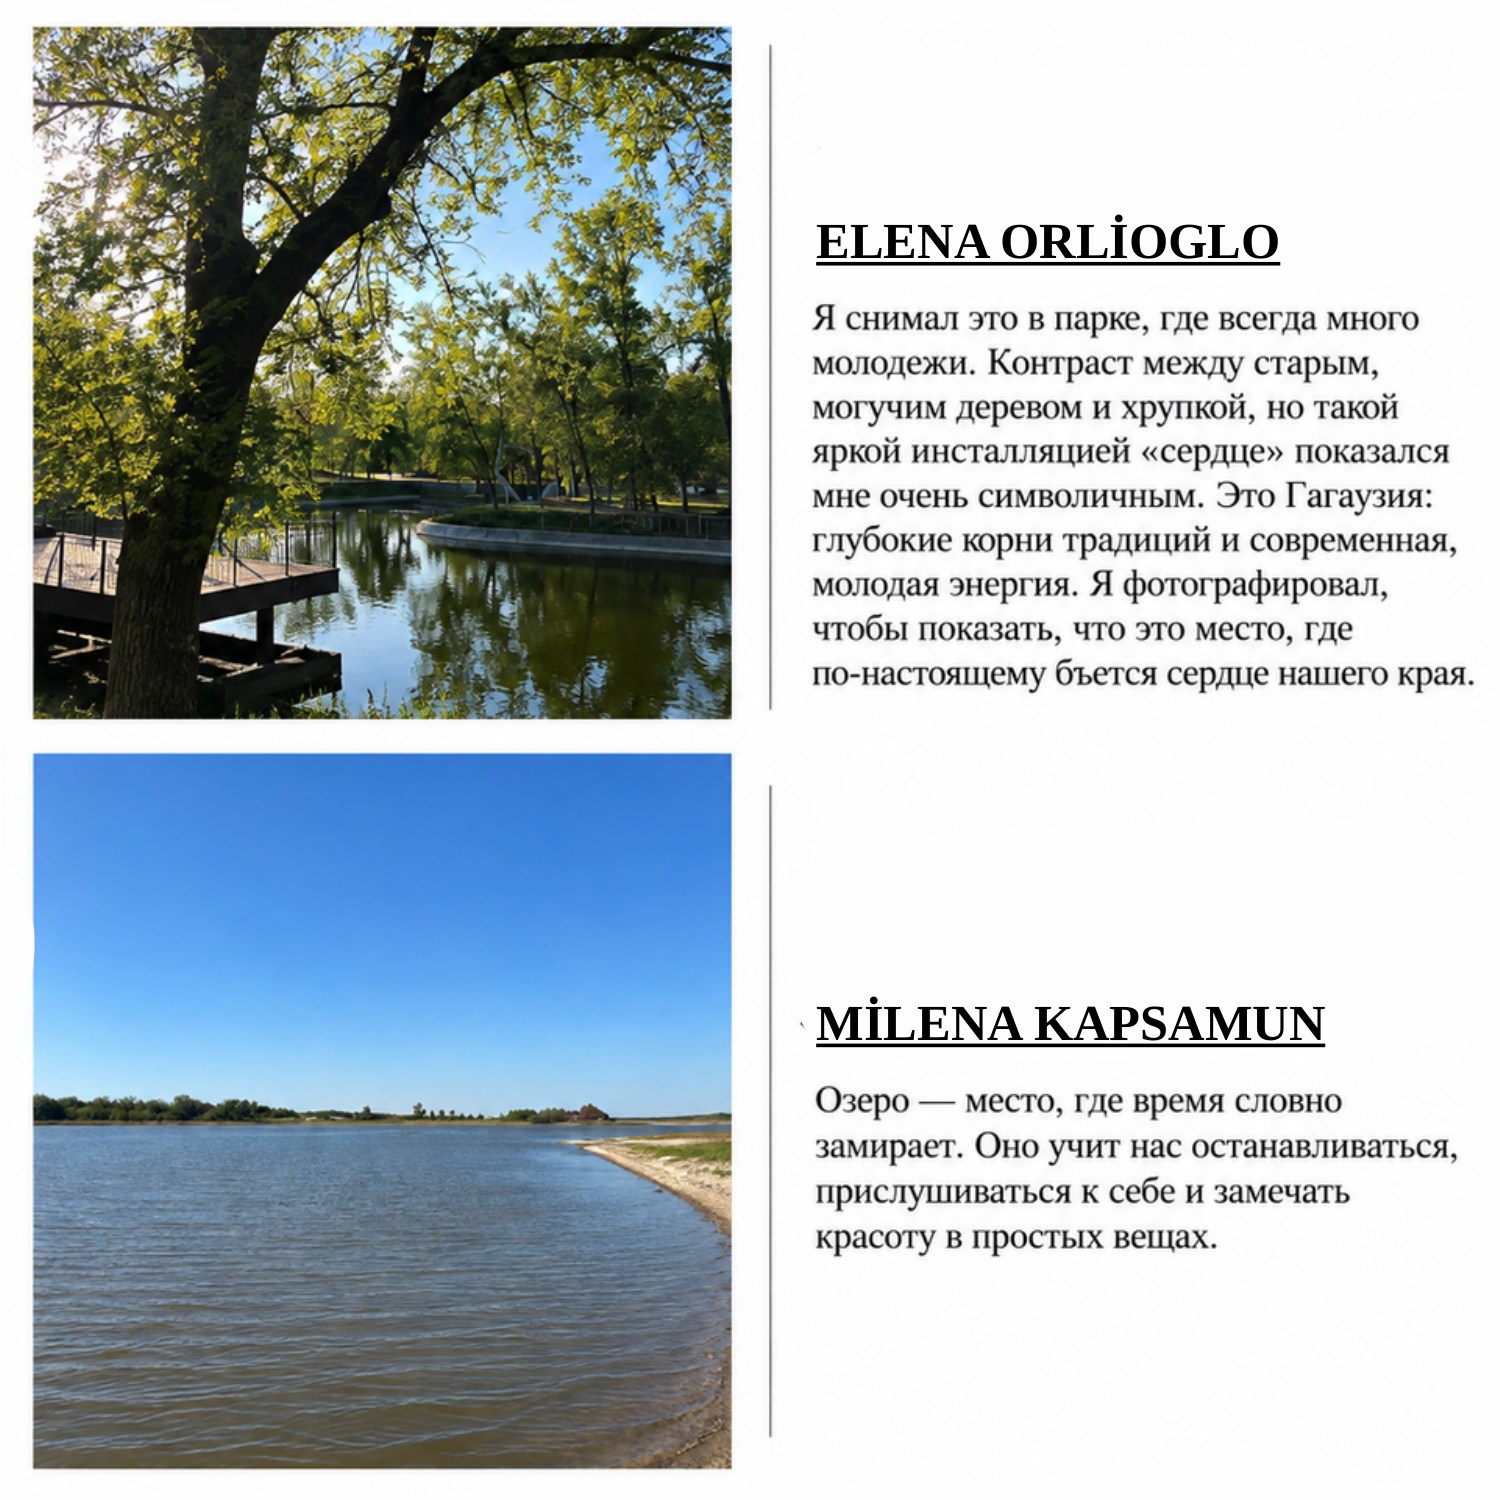 ELENA ORLİOGLO
Я снимал это в парке, где всегда много
молодежи. Контраст между старым,
могучим деревом и хрупкой, но такой
яркой инсталляцией «сердце» показался
мне очень символичным. Это Гагаузия:
глубокие корни традиций и современная,
молодая энергия. Я фотографировал,
чтобы показать, что это место, где
по-настоящему бъется сердце нашего края.
MİLENA KAPSAMUN
Озеро — место, где время словно
замирает. Оно учит нас останавливаться,
прислушиваться к себе и замечать
красоту в простых вещах.